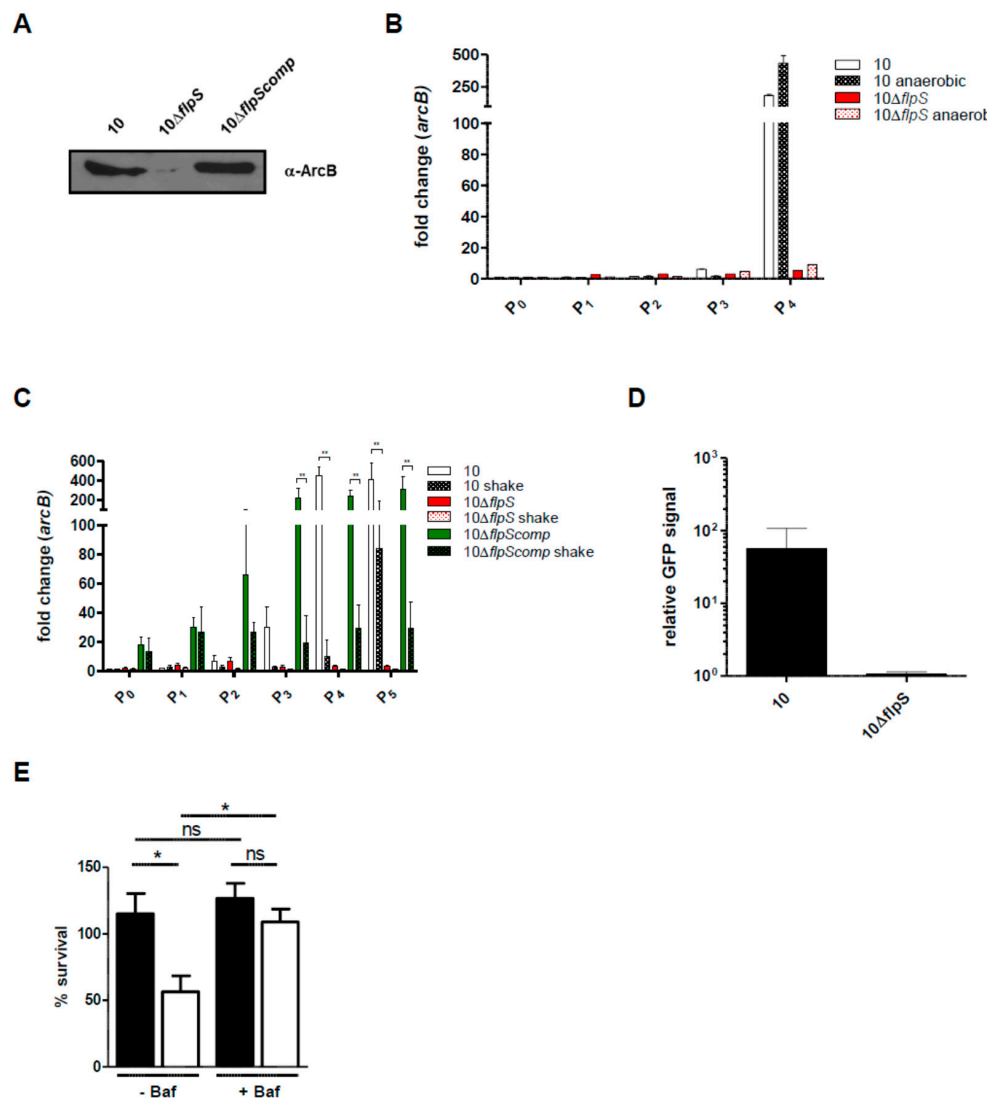 A
10
10ΔflpS
10ΔflpScomp
α-ArcB
B
fold change (arcB)
500
250
100
80
60
40
20
0
P0
P1
P2
P3
P4
10
10 anaerobic
10ΔflpS
10ΔflpS anaerob
C
fold change (arcB)
600
400
200
100
80
60
40
20
0
** ** ** ** **
P0
P1
P2
P3
P4
P5
10
10 shake
10ΔflpS
10ΔflpS shake
10ΔflpScomp
10ΔflpScomp shake
D
relative GFP signal
10³
10²
10¹
10⁰
10
10ΔflpS
E
% survival
150
100
50
0
*
ns
*
ns
- Baf
+ Baf